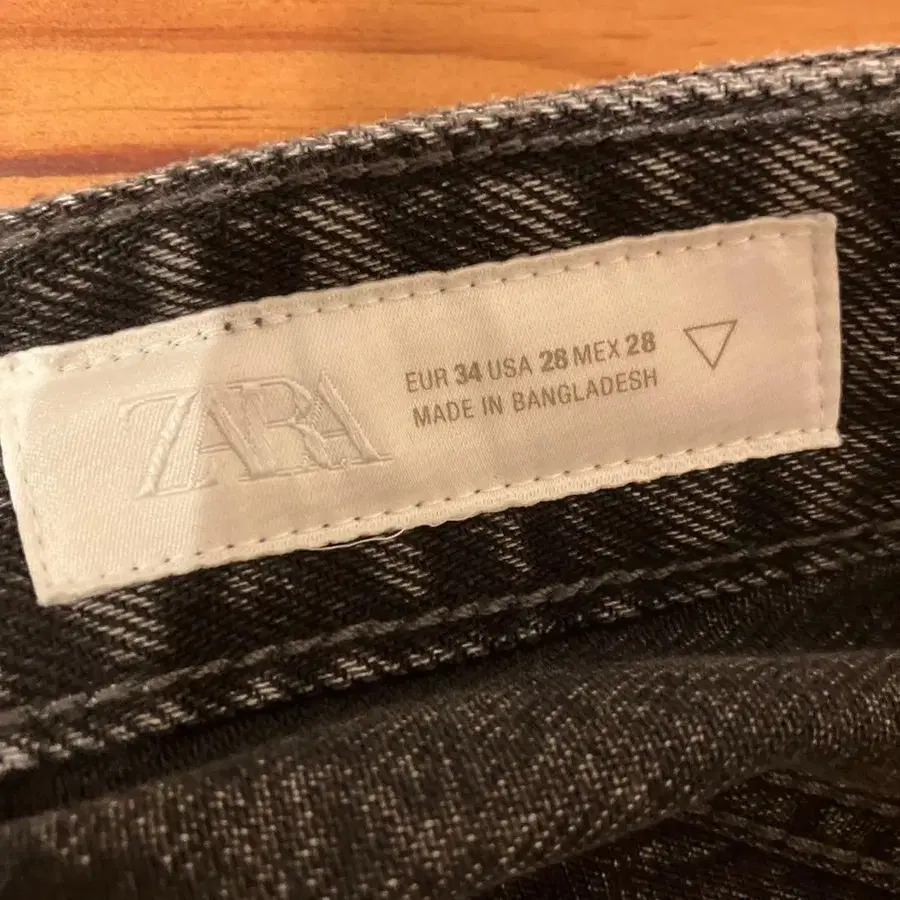 ZARA
EUR 34 USA 28 MEX 28
MADE IN BANGLADESH